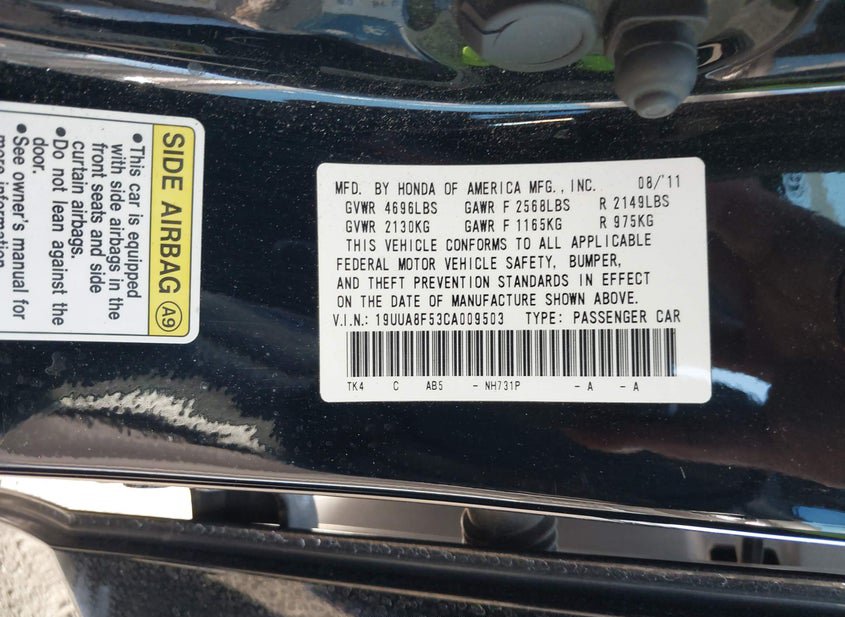 SIDE AIRBAG A9
• This car is equipped
with side airbags in the
front seats and side
curtain airbags.
• Do not lean against the
door.
• See owner's manual for
more information
MFD. BY HONDA OF AMERICA MFG., INC. 08/'11
GVWR 4696LBS GAWR F 2568LBS R 2149LBS
GVWR 2130KG GAWR F 1165KG R 975KG
THIS VEHICLE CONFORMS TO ALL APPLICABLE
FEDERAL MOTOR VEHICLE SAFETY, BUMPER,
AND THEFT PREVENTION STANDARDS IN EFFECT
ON THE DATE OF MANUFACTURE SHOWN ABOVE.
V.I.N.: 19UUA8F53CA009503 TYPE: PASSENGER CAR
TK4 C AB5 - NH731P - A - A